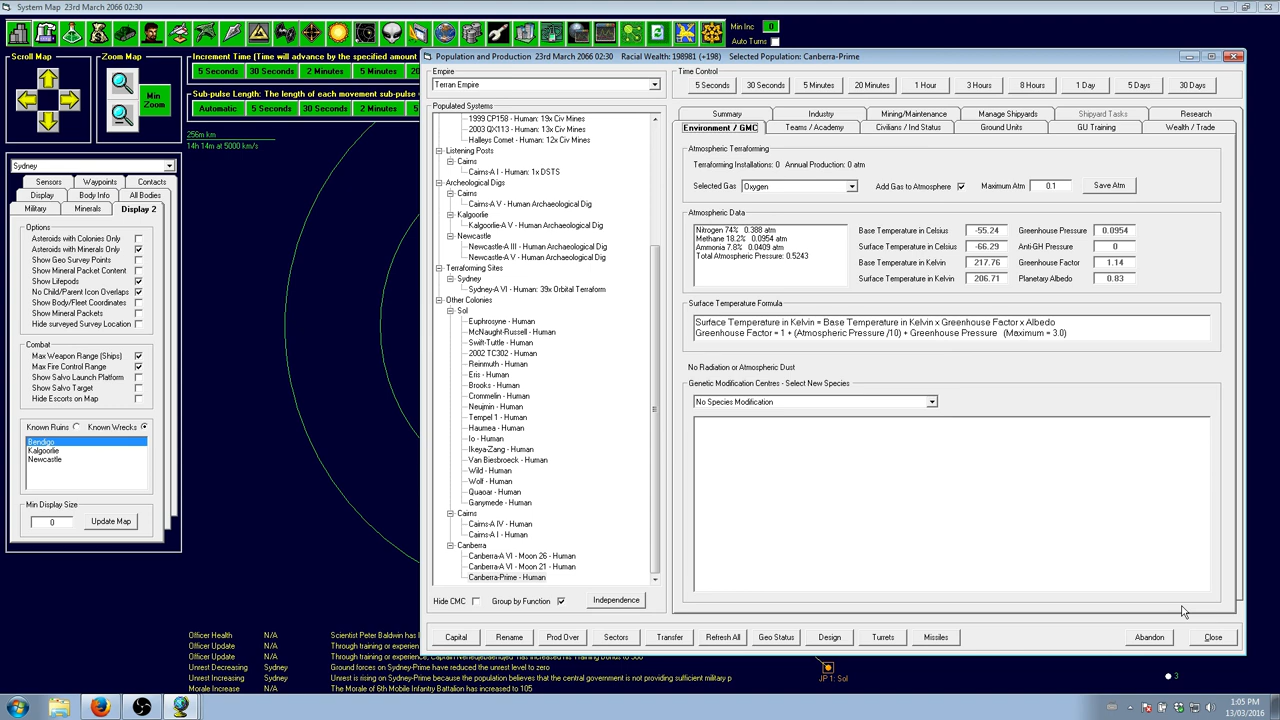 System Map   23rd March 2066 02:30
Min Inc 0
Auto Turns
Scroll Map
Zoom Map
Min Zoom
Increment Time (Time will advance by the specified amount
5 Seconds 30 Seconds 2 Minutes 5 Minutes 20
Sub-pulse Length: The length of each movement sub-pulse
Automatic 5 Seconds 30 Seconds 2 Minutes 5
256m km
14h 14m at 5000 km/s
Sydney
Sensors Waypoints Contacts
Display Body Info All Bodies
Military Minerals Display 2
Options
Asteroids with Colonies Only
Asteroids with Minerals Only
Show Geo Survey Points
Show Mineral Packet Content
Show Lifepods
No Child/Parent Icon Overlaps
Show Body/Fleet Coordinates
Show Mineral Packets
Hide surveyed Survey Location
Combat
Max Weapon Range (Ships)
Max Fire Control Range
Show Salvo Launch Platform
Show Salvo Target
Hide Escorts on Map
Known Ruins Known Wrecks
Bendigo
Kalgoorlie
Newcastle
Min Display Size
0 Update Map
Population and Production   23rd March 2066 02:30   Racial Wealth: 198981 (+198)   Selected Population: Canberra-Prime
Empire
Terran Empire
Time Control
5 Seconds 30 Seconds 5 Minutes 20 Minutes 1 Hour 3 Hours 8 Hours 1 Day 5 Days 30 Days
Populated Systems
1999 CP158 - Human: 19x Civ Mines
2003 QX113 - Human: 13x Civ Mines
Halleys Comet - Human: 12x Civ Mines
Listening Posts
Cairns
Cairns-A I - Human: 1x DSTS
Archeological Digs
Cairns
Cairns-A V - Human Archaeological Dig
Kalgoorlie
Kalgoorlie-A V - Human Archaeological Dig
Newcastle
Newcastle-A III - Human Archaeological Dig
Newcastle-A V - Human Archaeological Dig
Terraforming Sites
Sydney
Sydney-A VI - Human: 39x Orbital Terraform
Other Colonies
Sol
Euphrosyne - Human
McNaught-Russell - Human
Swift-Tuttle - Human
2002 TC302 - Human
Reinmuth - Human
Eris - Human
Brooks - Human
Crommelin - Human
Neujmin - Human
Tempel 1 - Human
Haumea - Human
Io - Human
Ikeya-Zang - Human
Van Biesbroeck - Human
Wild - Human
Wolf - Human
Quaoar - Human
Ganymede - Human
Cairns
Cairns-A IV - Human
Cairns-A I - Human
Canberra
Canberra-A VI - Moon 26 - Human
Canberra-A VI - Moon 21 - Human
Canberra-Prime - Human
Hide CMC Group by Function Independence
Summary Industry Mining/Maintenance Manage Shipyards Shipyard Tasks Research
Environment / GMC Teams / Academy Civilians / Ind Status Ground Units GU Training Wealth / Trade
Atmospheric Terraforming
Terraforming Installations: 0   Annual Production: 0 atm
Selected Gas Oxygen Add Gas to Atmosphere Maximum Atm 0.1 Save Atm
Atmospheric Data
Nitrogen 74%   0.388 atm
Methane 18.2%   0.0954 atm
Ammonia 7.8%   0.0409 atm
Total Atmospheric Pressure: 0.5243
Base Temperature in Celsius -55.24 Greenhouse Pressure 0.0954
Surface Temperature in Celsius -66.29 Anti-GH Pressure 0
Base Temperature in Kelvin 217.76 Greenhouse Factor 1.14
Surface Temperature in Kelvin 206.71 Planetary Albedo 0.83
Surface Temperature Formula
Surface Temperature in Kelvin = Base Temperature in Kelvin x Greenhouse Factor x Albedo
Greenhouse Factor = 1 + (Atmospheric Pressure /10) + Greenhouse Pressure   (Maximum = 3.0)
No Radiation or Atmospheric Dust
Genetic Modification Centres - Select New Species
No Species Modification
Capital Rename Prod Over Sectors Transfer Refresh All Geo Status Design Turrets Missiles Abandon Close
Officer Health N/A Scientist Peter Baldwin has
Officer Update N/A Through training or experience,
Officer Update N/A Through training or experience, Captain
Unrest Decreasing Sydney Ground forces on Sydney-Prime have reduced the unrest level to zero
Unrest Increasing Sydney Unrest is rising on Sydney-Prime because the population believes that the central government is not providing sufficient military p
Morale Increase N/A The Morale of 6th Mobile Infantry Battalion has increased to 105
JP 1: Sol
3
1:05 PM
13/03/2016